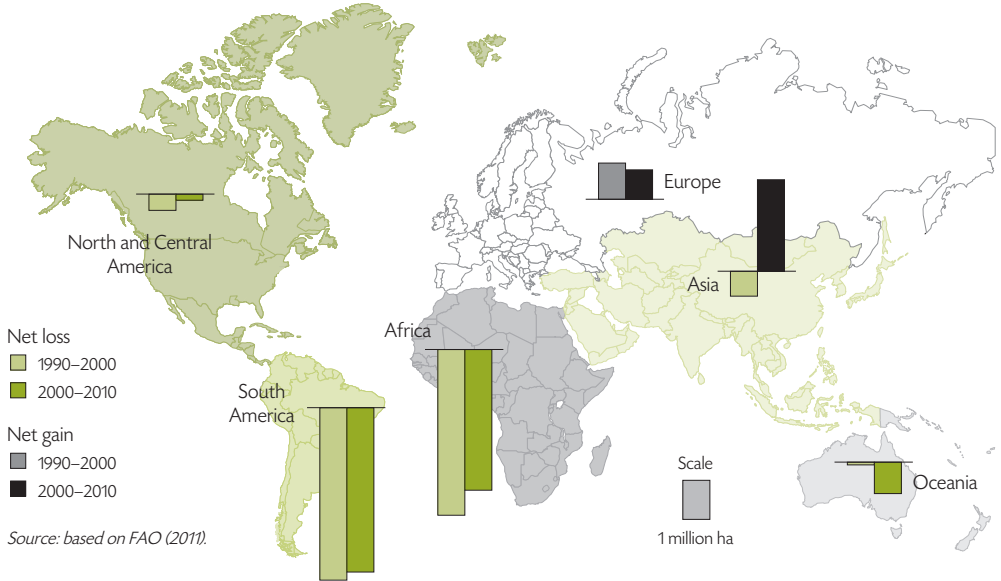 Europe
North and Central
America
Asia
Africa
Net loss
1990–2000
2000–2010
South
America
Net gain
1990–2000
2000–2010
Scale
1 million ha
Oceania
Source: based on FAO (2011).